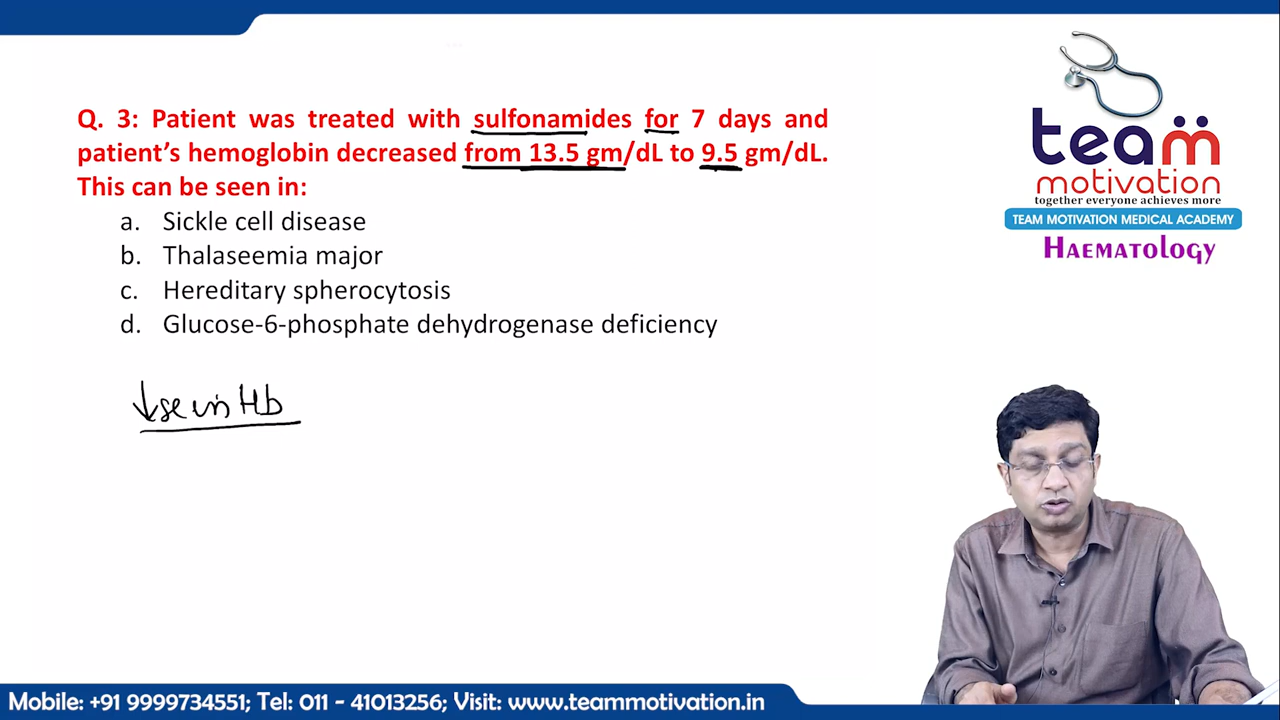 Q. 3: Patient was treated with sulfonamides for 7 days and
patient's hemoglobin decreased from 13.5 gm/dL to 9.5 gm/dL.
This can be seen in:
a. Sickle cell disease
b. Thalaseemia major
c. Hereditary spherocytosis
d. Glucose-6-phosphate dehydrogenase deficiency
↓se in Hb
team
motivation
together everyone achieves more
TEAM MOTIVATION MEDICAL ACADEMY
HAEMATOLOGY
Mobile: +91 9999734551; Tel: 011 - 41013256; Visit: www.teammotivation.in